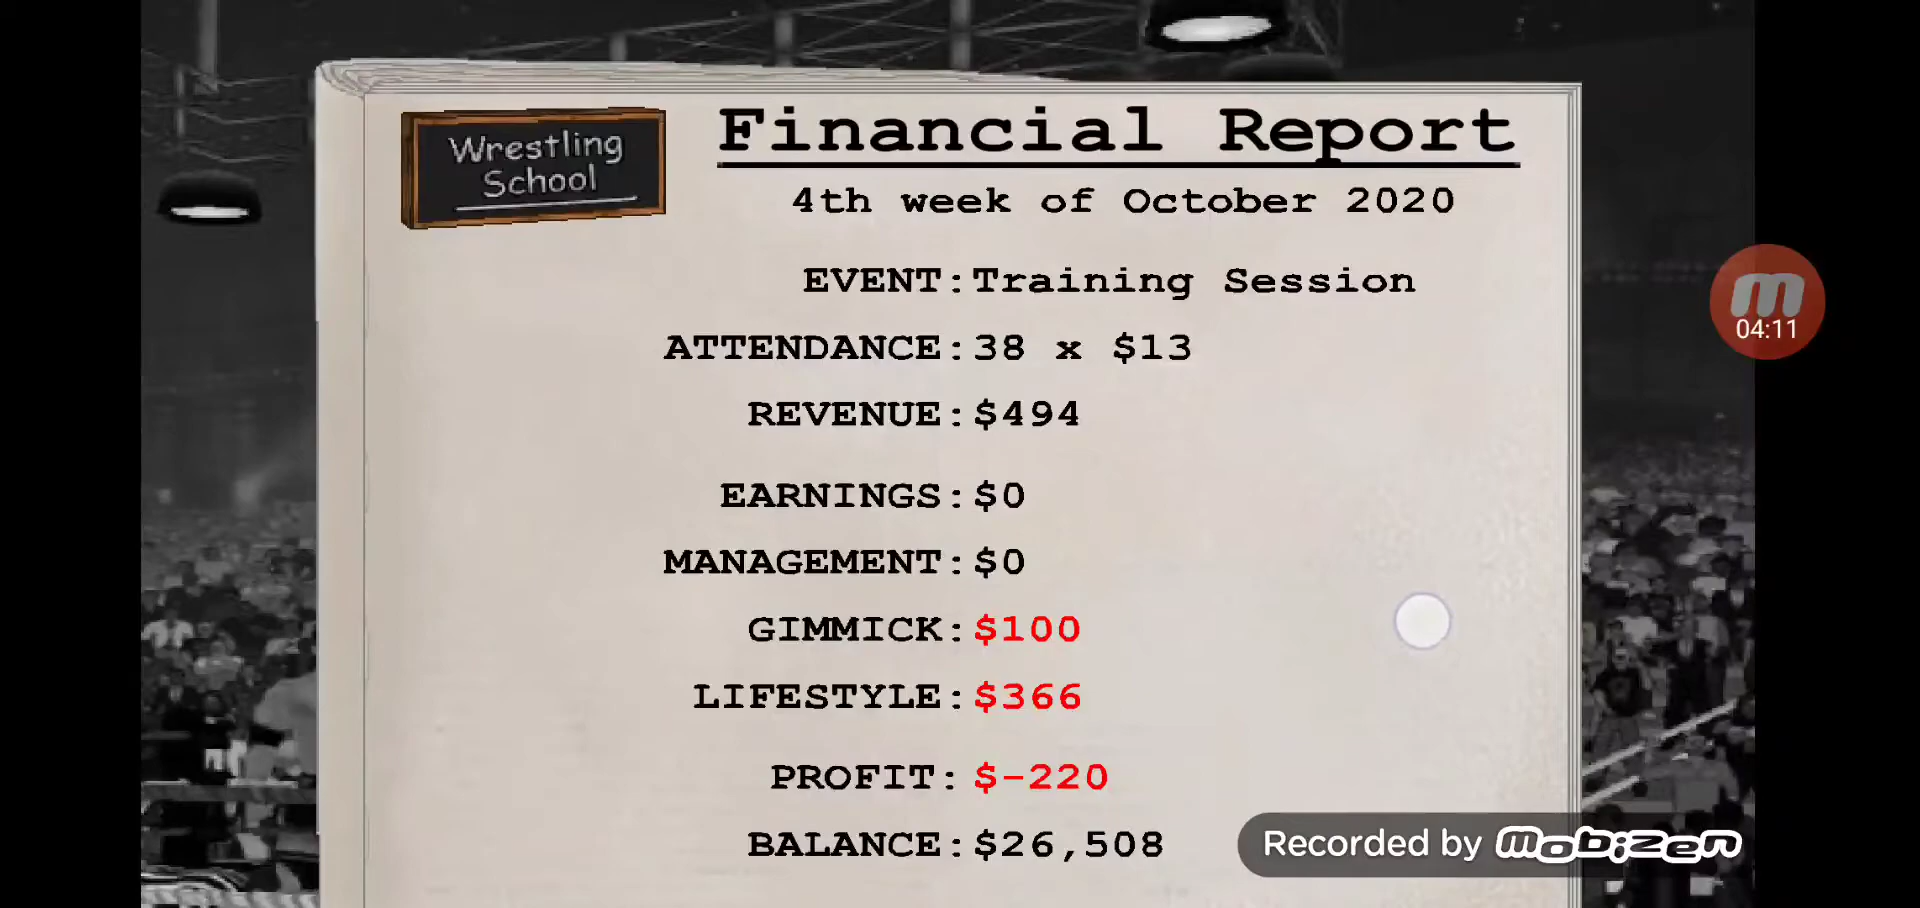 Wrestling
School
Financial Report
4th week of October 2020
EVENT: Training Session
ATTENDANCE: 38 x $13
REVENUE: $494
EARNINGS: $0
MANAGEMENT: $0
GIMMICK: $100
LIFESTYLE: $366
PROFIT: $-220
BALANCE: $26,508
m
04:11
Recorded by mobizen